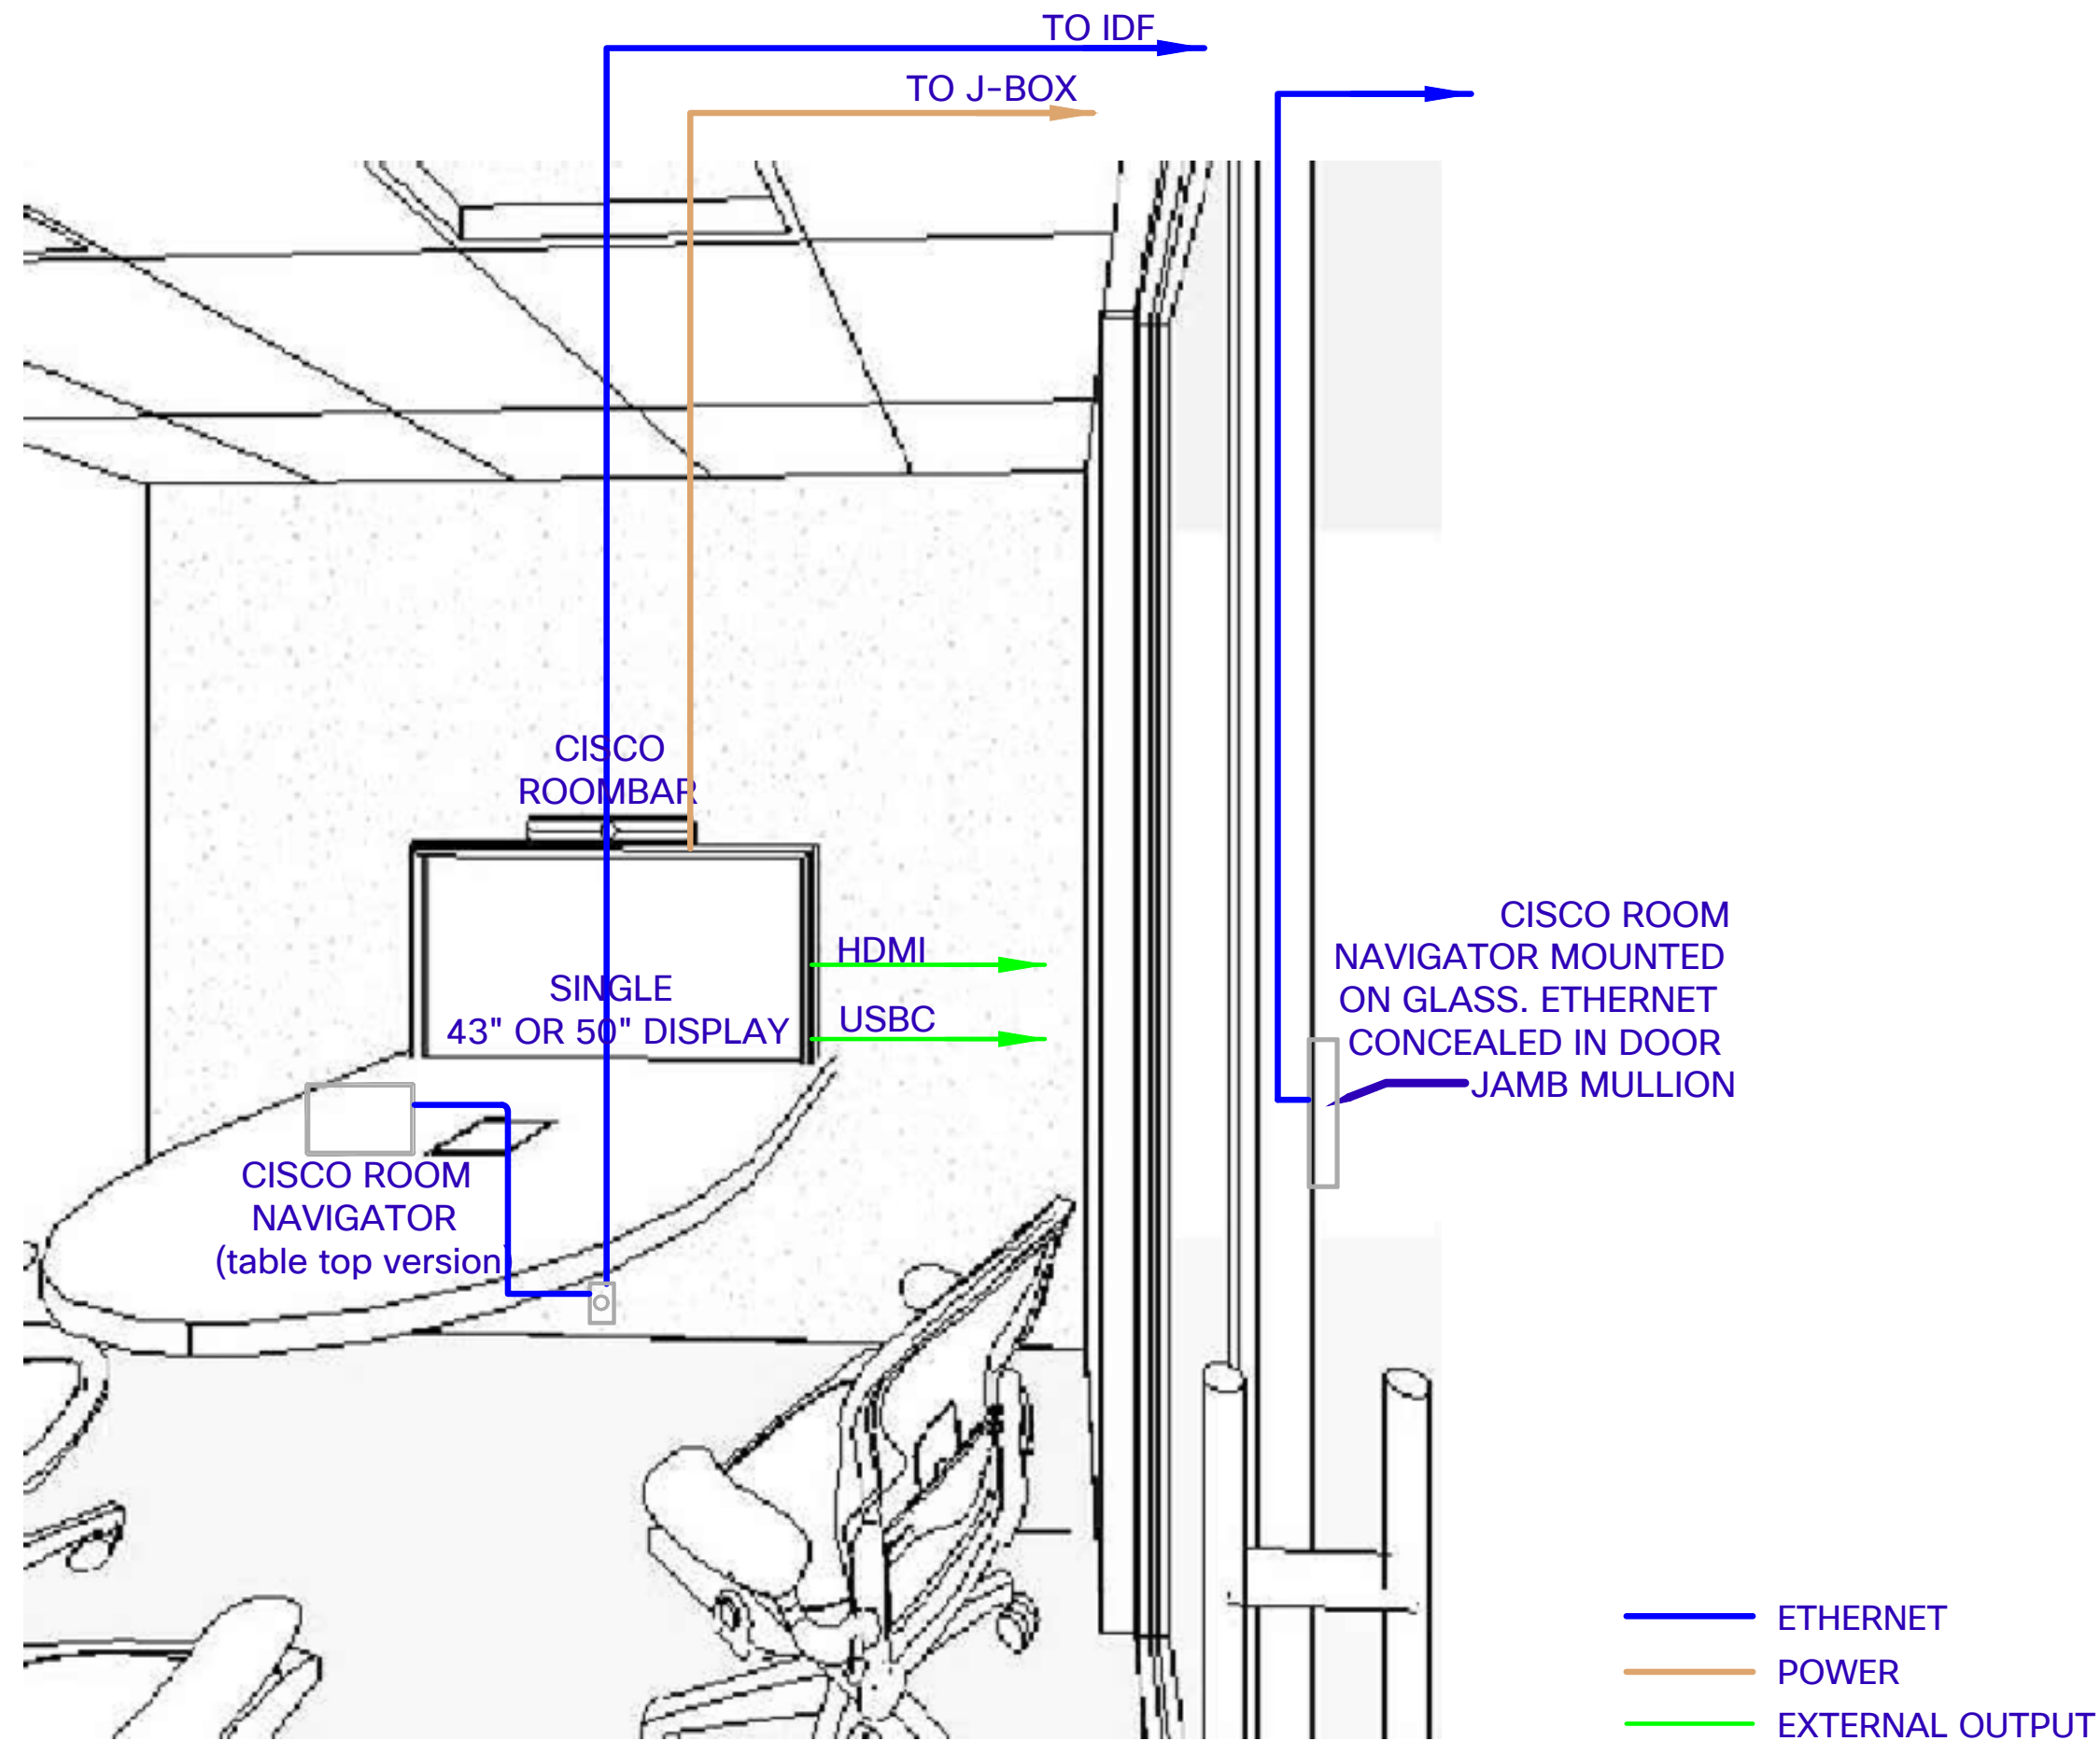 TO IDF
TO J-BOX
CISCO
ROOMBAR
HDMI
SINGLE
43" OR 50" DISPLAY
USBC
CISCO ROOM
NAVIGATOR MOUNTED
ON GLASS. ETHERNET
CONCEALED IN DOOR
JAMB MULLION
CISCO ROOM
NAVIGATOR
(table top version)
ETHERNET
POWER
EXTERNAL OUTPUT